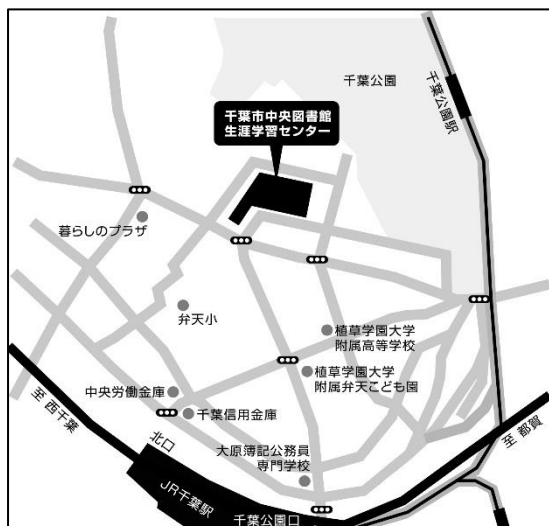 千葉公園
千葉公園駅
千葉市中央図書館
生涯学習センター
暮らしのプラザ
弁天小
植草学園大学
附属高等学校
植草学園大学
附属弁天こども園
中央労働金庫
千葉信用金庫
至 西千葉
北口
大原簿記公務員
専門学校
至 都賀
JR千葉駅
千葉公園口